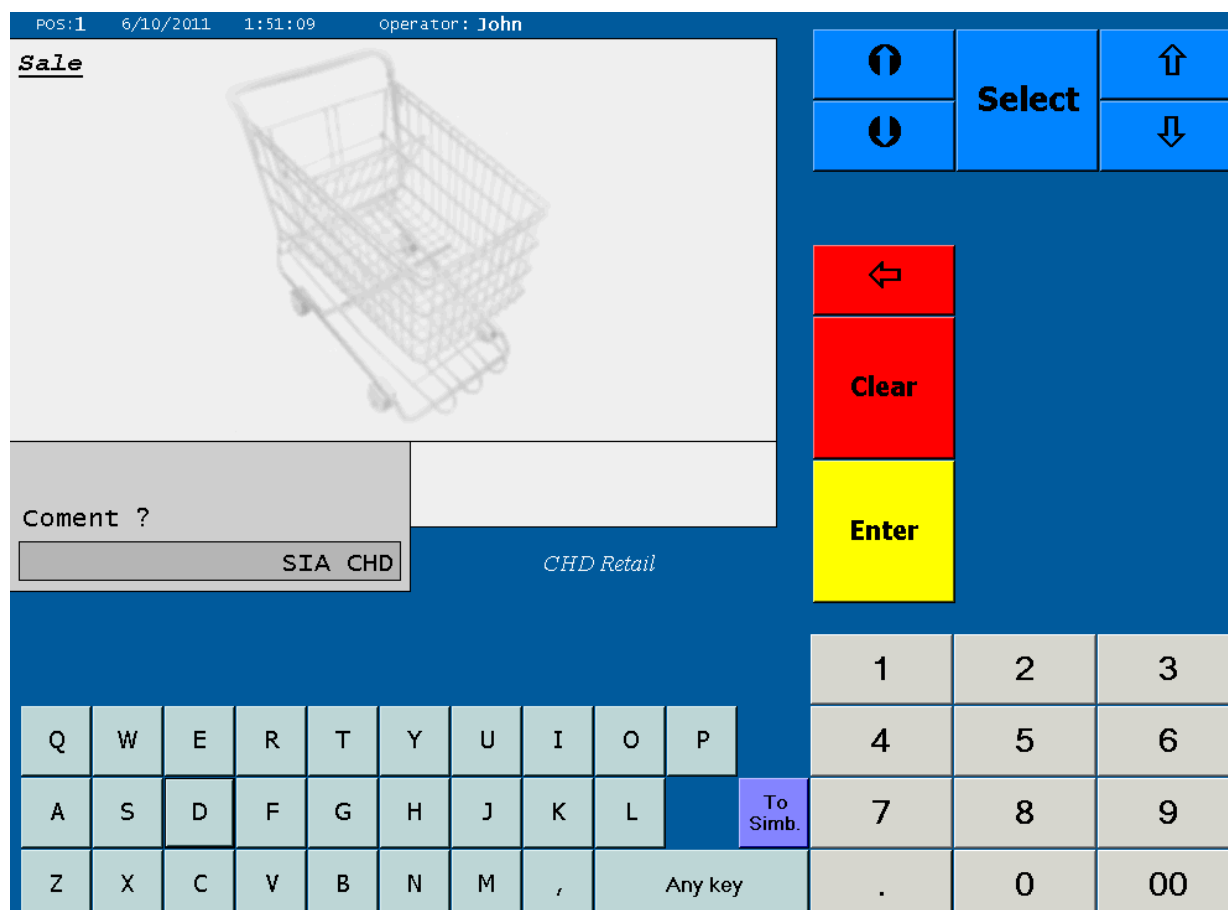 POS:1 6/10/2011 1:51:09 Operator: John
Sale
Select
Clear
Coment ?
SIA CHD
Enter
CHD Retail
1 2 3
Q W E R T Y U I O P
4 5 6
A S D F G H J K L
To
Simb.
7 8 9
Z X C V B N M , Any key
. 0 00